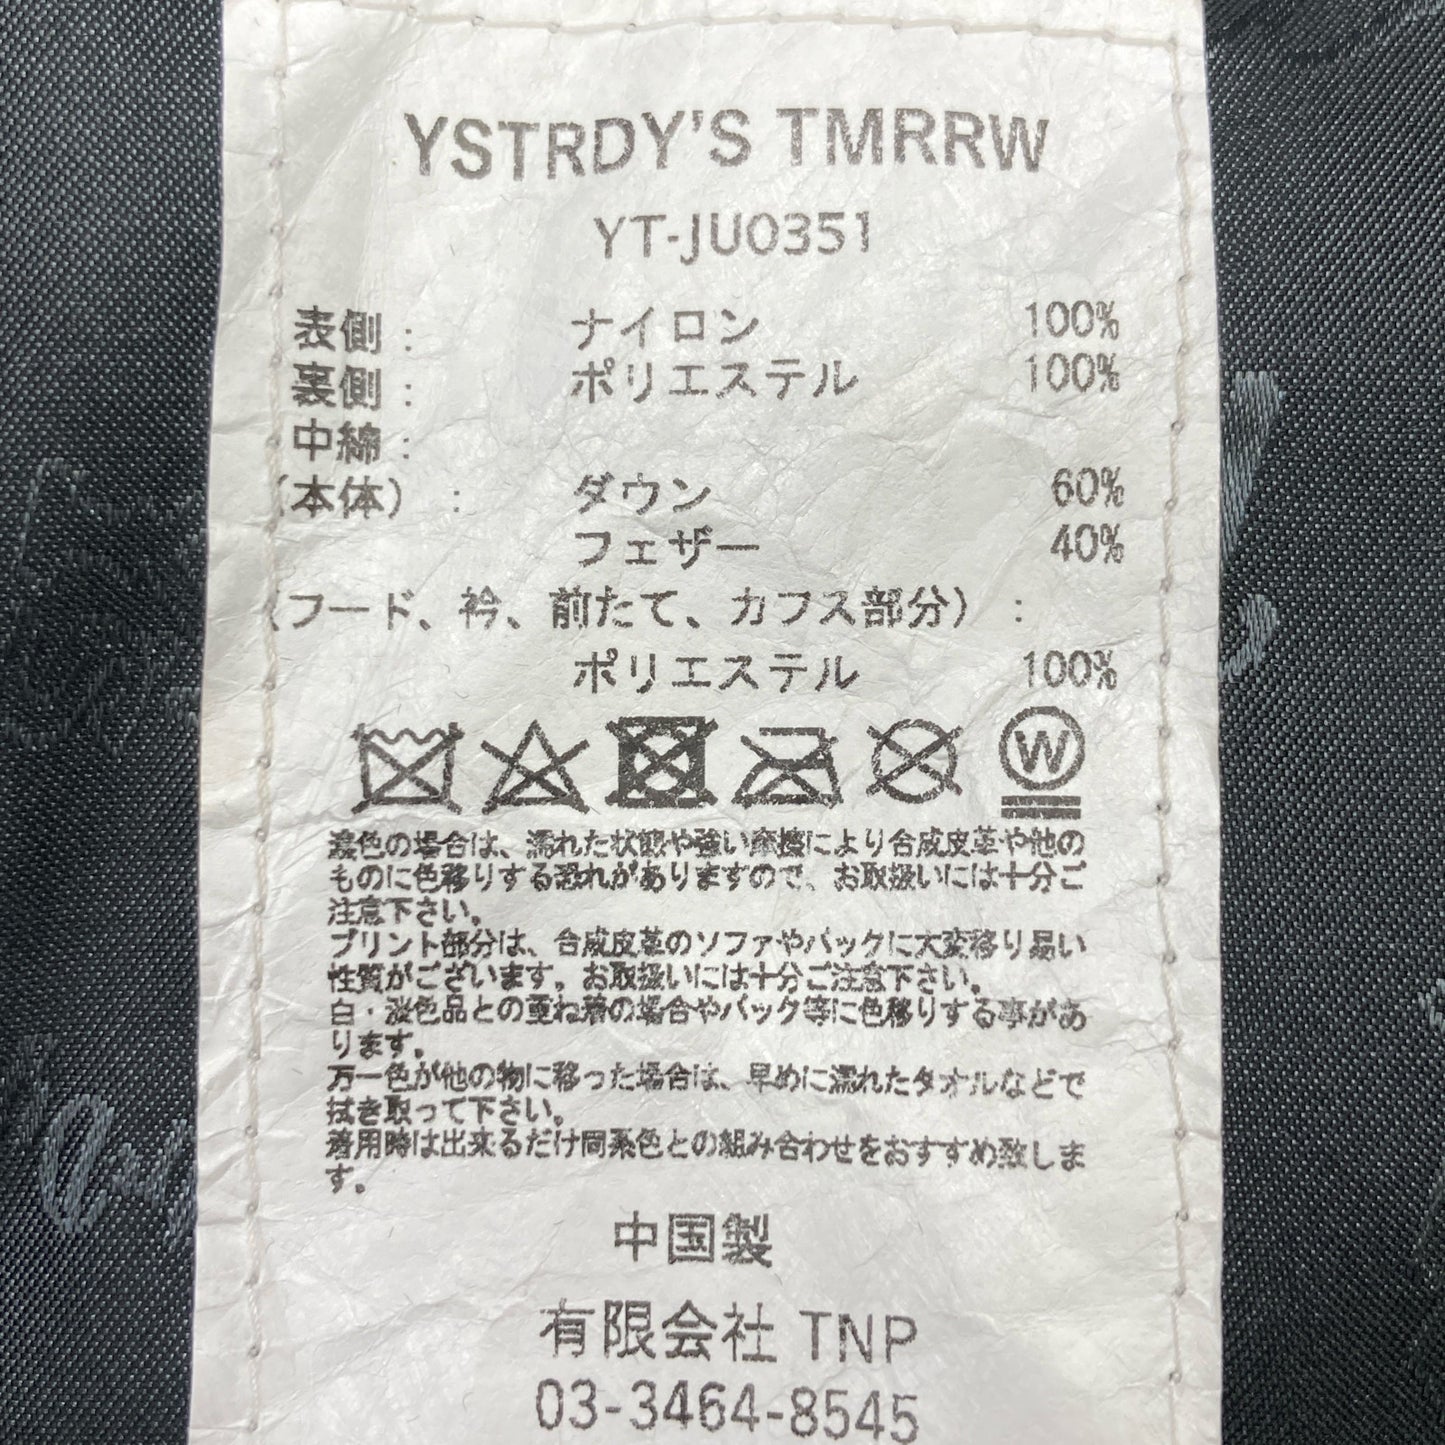 YSTRDY'S TMRRW
YT-JU0351
表側: ナイロン 100%
裏側: ポリエステル 100%
中綿:
(本体) : ダウン 60%
フェザー 40%
(フード、衿、前たて、カフス部分) :
ポリエステル 100%
W
濃色の場合は、濡れた状態や強い摩擦により合成皮革や他の
ものに色移りする恐れがありますので、お取扱いには十分ご
注意下さい。
プリント部分は、合成皮革のソファやバックに大変移り易い
性質がございます。お取扱いには十分ご注意下さい。
白・淡色品との重ね着の場合やバック等に色移りする事があ
ります。
万一色が他の物に移った場合は、早めに濡れたタオルなどで
拭き取って下さい。
着用時は出来るだけ同系色との組み合わせをおすすめ致しま
す。
中国製
有限会社 TNP
03-3464-8545